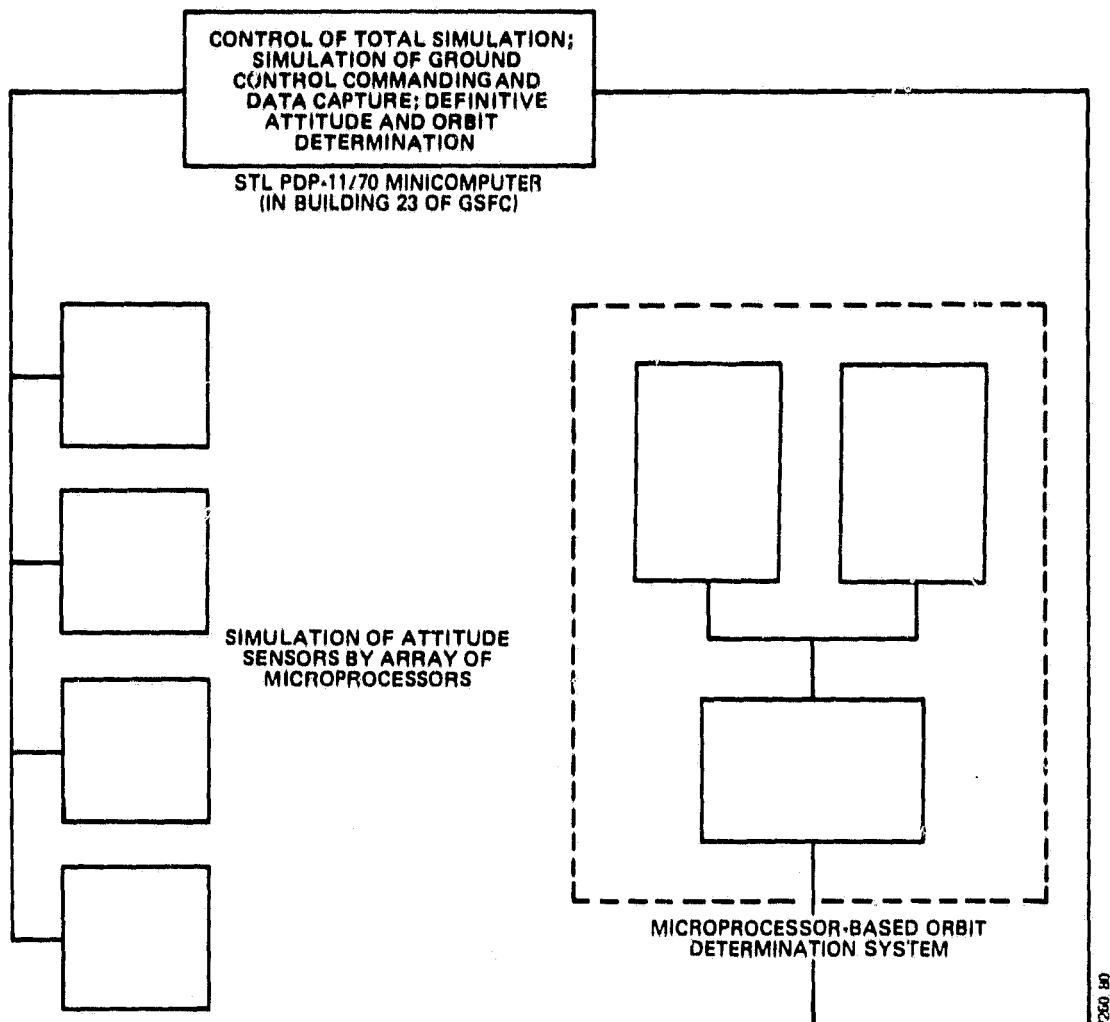 CONTROL OF TOTAL SIMULATION;
SIMULATION OF GROUND
CONTROL COMMANDING AND
DATA CAPTURE; DEFINITIVE
ATTITUDE AND ORBIT
DETERMINATION
STL PDP-11/70 MINICOMPUTER
(IN BUILDING 23 OF GSFC)
SIMULATION OF ATTITUDE
SENSORS BY ARRAY OF
MICROPROCESSORS
MICROPROCESSOR-BASED ORBIT
DETERMINATION SYSTEM